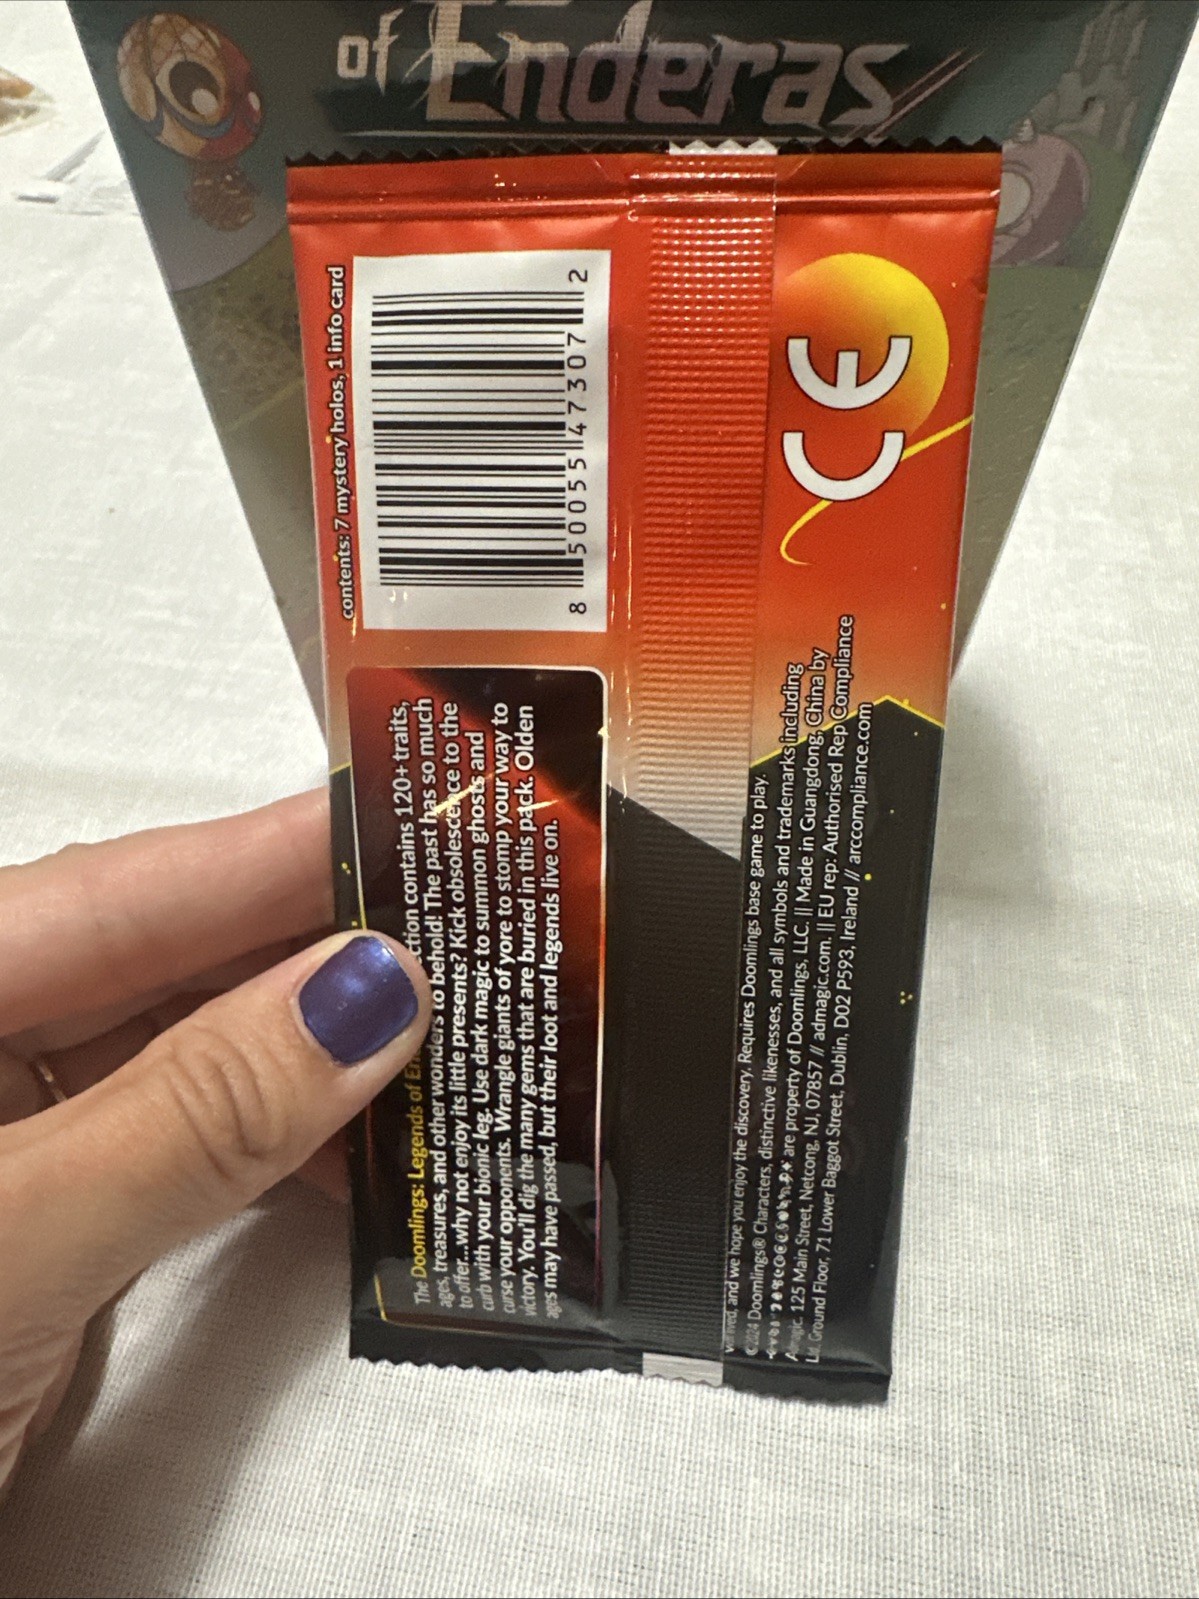 of Enderas
contents: 7 mystery holos, 1 info card
8 50055 47307 2
The Doomlings: Legends of En ction contains 120+ traits,
ages, treasures, and other wonders to behold! The past has so much
to offer...why not enjoy its little presents? Kick obsolescence to the
curb with your bionic leg. Use dark magic to summon ghosts and
curse your opponents. Wrangle giants of yore to stomp your way to
victory. You'll dig the many gems that are buried in this pack. Olden
ages may have passed, but their loot and legends live on.
and we hope you enjoy the discovery. Requires Doomlings base game to play.
©2024 Doomlings® Characters, distinctive likenesses, and all symbols and trademarks including
are property of Doomlings, LLC. || Made in Guangdong, China by
Admagic. 125 Main Street, Netcong, NJ, 07857 // admagic.com. || EU rep: Authorised Rep Compliance
Ltd. Ground Floor, 71 Lower Baggot Street, Dublin, D02 P593, Ireland // arccompliance.com
CE